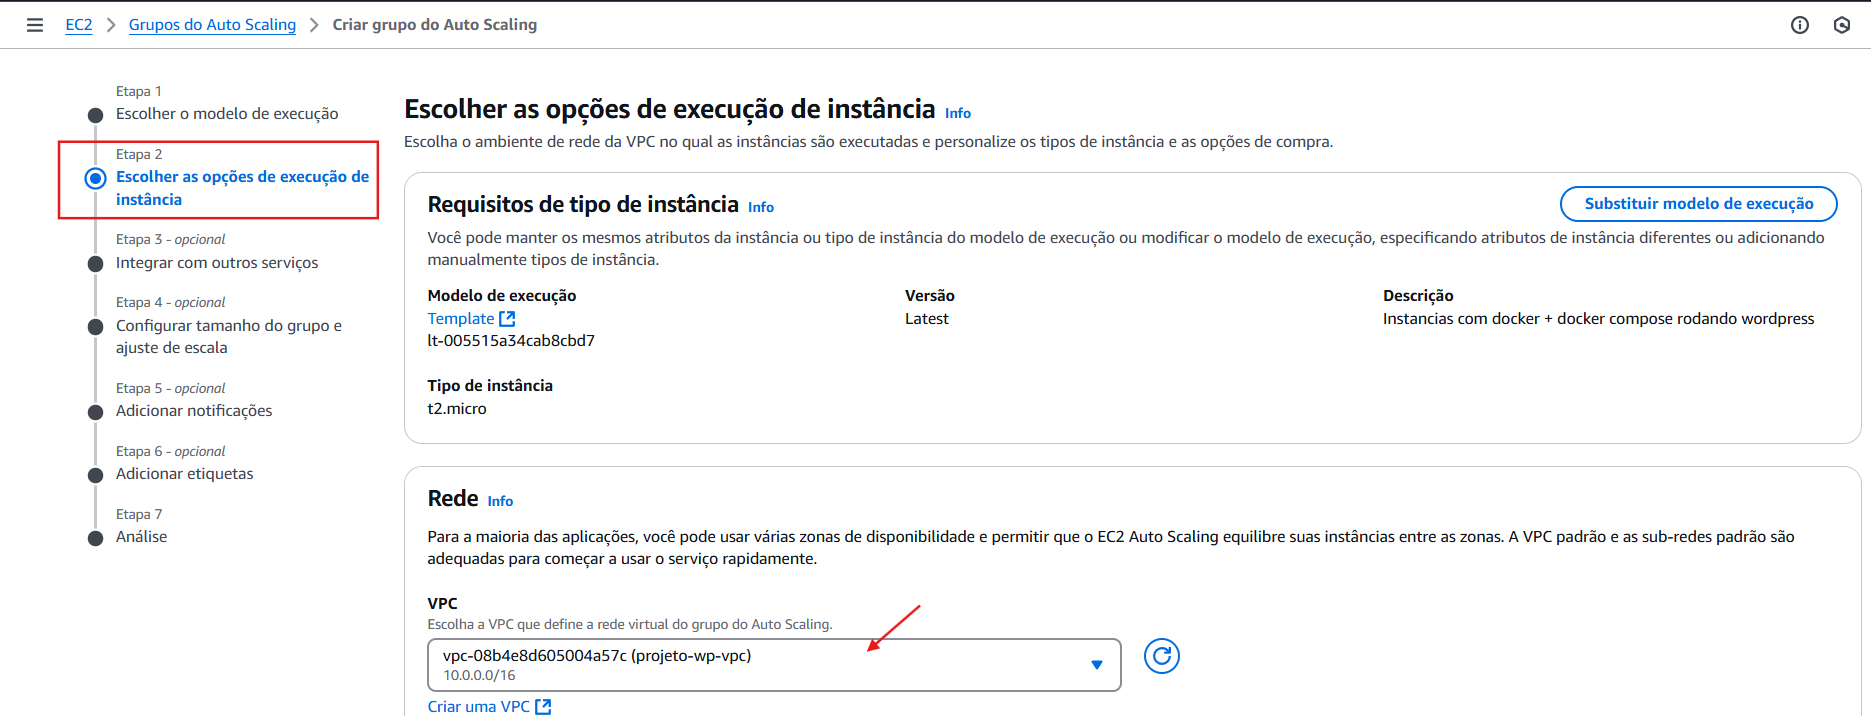 EC2 > Grupos do Auto Scaling > Criar grupo do Auto Scaling
Etapa 1
Escolher o modelo de execução
Etapa 2
Escolher as opções de execução de
instância
Etapa 3 - opcional
Integrar com outros serviços
Etapa 4 - opcional
Configurar tamanho do grupo e
ajuste de escala
Etapa 5 - opcional
Adicionar notificações
Etapa 6 - opcional
Adicionar etiquetas
Etapa 7
Análise
Escolher as opções de execução de instância Info
Escolha o ambiente de rede da VPC no qual as instâncias são executadas e personalize os tipos de instância e as opções de compra.
Requisitos de tipo de instância Info
Substituir modelo de execução
Você pode manter os mesmos atributos da instância ou tipo de instância do modelo de execução ou modificar o modelo de execução, especificando atributos de instância diferentes ou adicionando
manualmente tipos de instância.
Modelo de execução
Template
lt-005515a34cab8cbd7
Versão
Latest
Descrição
Instancias com docker + docker compose rodando wordpress
Tipo de instância
t2.micro
Rede Info
Para a maioria das aplicações, você pode usar várias zonas de disponibilidade e permitir que o EC2 Auto Scaling equilibre suas instâncias entre as zonas. A VPC padrão e as sub-redes padrão são
adequadas para começar a usar o serviço rapidamente.
VPC
Escolha a VPC que define a rede virtual do grupo do Auto Scaling.
vpc-08b4e8d605004a57c (projeto-wp-vpc)
10.0.0.0/16
Criar uma VPC